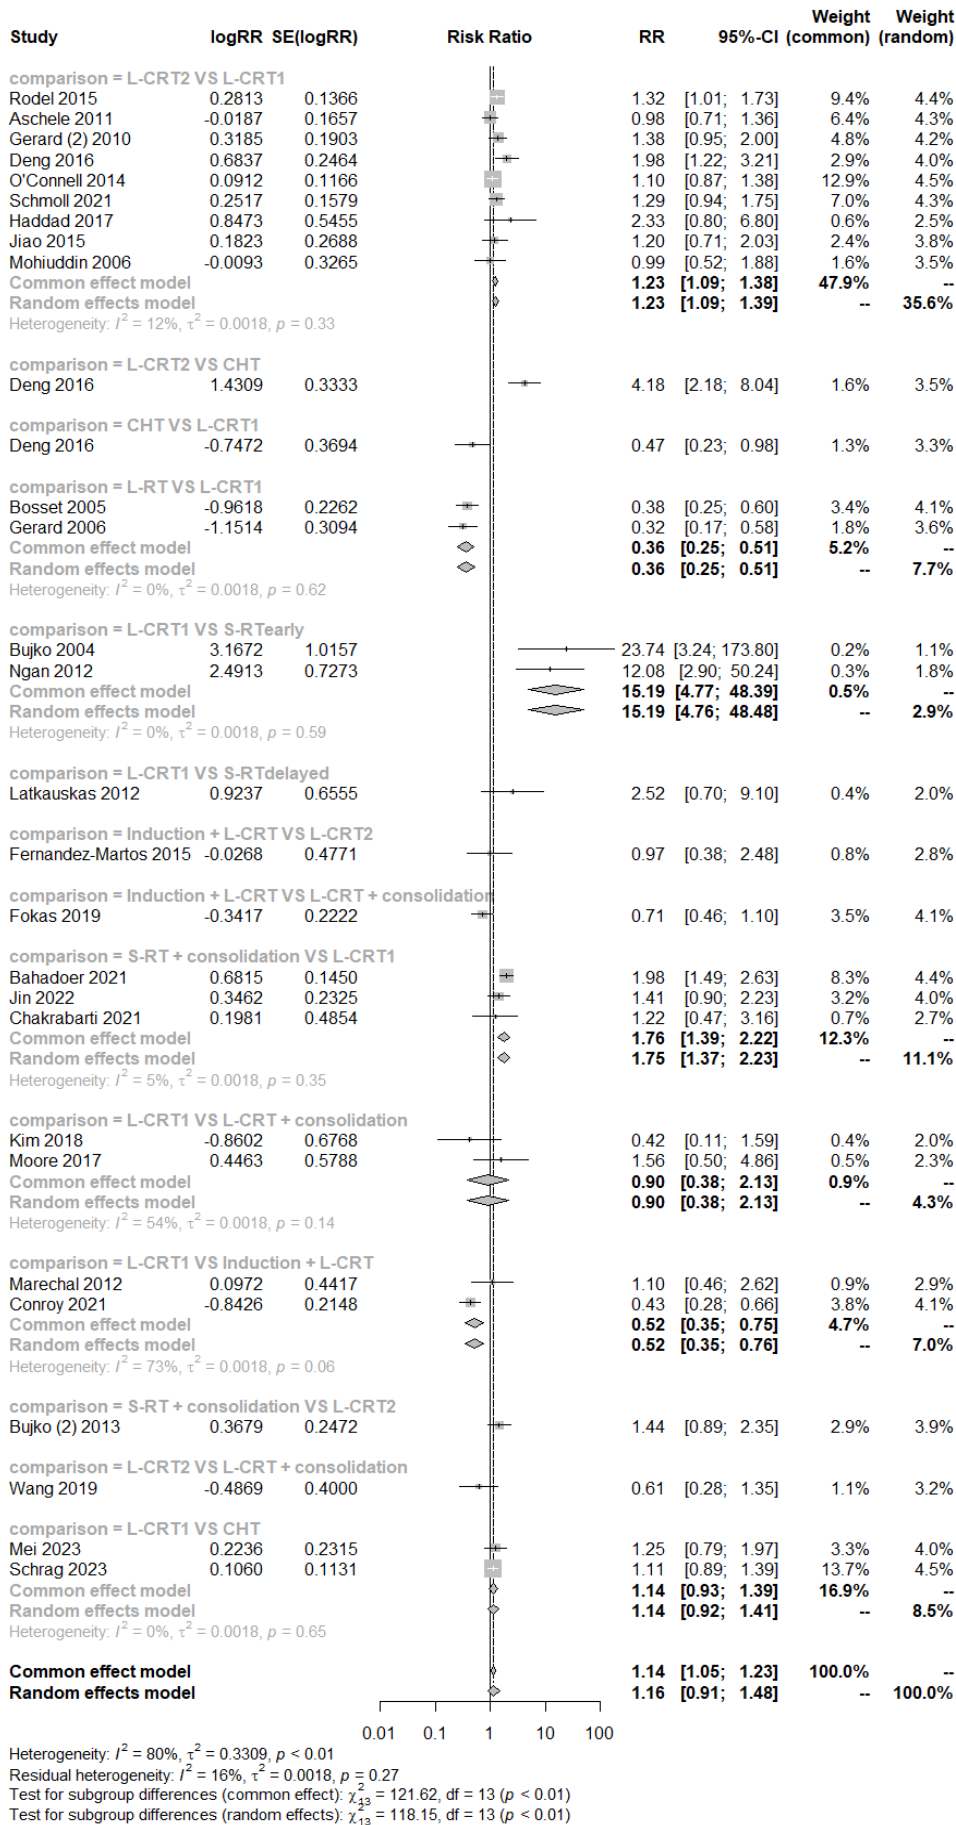 Weight Weight
Study logRR SE(logRR) Risk Ratio RR 95%-CI (common) (random)
comparison = L-CRT2 VS L-CRT1
Rodel 2015 0.2813 0.1366 1.32 [1.01; 1.73] 9.4% 4.4%
Aschele 2011 -0.0187 0.1657 0.98 [0.71; 1.36] 6.4% 4.3%
Gerard (2) 2010 0.3185 0.1903 1.38 [0.95; 2.00] 4.8% 4.2%
Deng 2016 0.6837 0.2464 1.98 [1.22; 3.21] 2.9% 4.0%
O'Connell 2014 0.0912 0.1166 1.10 [0.87; 1.38] 12.9% 4.5%
Schmoll 2021 0.2517 0.1579 1.29 [0.94; 1.75] 7.0% 4.3%
Haddad 2017 0.8473 0.5455 2.33 [0.80; 6.80] 0.6% 2.5%
Jiao 2015 0.1823 0.2688 1.20 [0.71; 2.03] 2.4% 3.8%
Mohiuddin 2006 -0.0093 0.3265 0.99 [0.52; 1.88] 1.6% 3.5%
Common effect model 1.23 [1.09; 1.38] 47.9% --
Random effects model 1.23 [1.09; 1.39] -- 35.6%
Heterogeneity: I² = 12%, τ² = 0.0018, p = 0.33
comparison = L-CRT2 VS CHT
Deng 2016 1.4309 0.3333 4.18 [2.18; 8.04] 1.6% 3.5%
comparison = CHT VS L-CRT1
Deng 2016 -0.7472 0.3694 0.47 [0.23; 0.98] 1.3% 3.3%
comparison = L-RT VS L-CRT1
Bosset 2005 -0.9618 0.2262 0.38 [0.25; 0.60] 3.4% 4.1%
Gerard 2006 -1.1514 0.3094 0.32 [0.17; 0.58] 1.8% 3.6%
Common effect model 0.36 [0.25; 0.51] 5.2% --
Random effects model 0.36 [0.25; 0.51] -- 7.7%
Heterogeneity: I² = 0%, τ² = 0.0018, p = 0.62
comparison = L-CRT1 VS S-RTearly
Bujko 2004 3.1672 1.0157 23.74 [3.24; 173.80] 0.2% 1.1%
Ngan 2012 2.4913 0.7273 12.08 [2.90; 50.24] 0.3% 1.8%
Common effect model 15.19 [4.77; 48.39] 0.5% --
Random effects model 15.19 [4.76; 48.48] -- 2.9%
Heterogeneity: I² = 0%, τ² = 0.0018, p = 0.59
comparison = L-CRT1 VS S-RTdelayed
Latkauskas 2012 0.9237 0.6555 2.52 [0.70; 9.10] 0.4% 2.0%
comparison = Induction + L-CRT VS L-CRT2
Fernandez-Martos 2015 -0.0268 0.4771 0.97 [0.38; 2.48] 0.8% 2.8%
comparison = Induction + L-CRT VS L-CRT + consolidation
Fokas 2019 -0.3417 0.2222 0.71 [0.46; 1.10] 3.5% 4.1%
comparison = S-RT + consolidation VS L-CRT1
Bahadoer 2021 0.6815 0.1450 1.98 [1.49; 2.63] 8.3% 4.4%
Jin 2022 0.3462 0.2325 1.41 [0.90; 2.23] 3.2% 4.0%
Chakrabarti 2021 0.1981 0.4854 1.22 [0.47; 3.16] 0.7% 2.7%
Common effect model 1.76 [1.39; 2.22] 12.3% --
Random effects model 1.75 [1.37; 2.23] -- 11.1%
Heterogeneity: I² = 5%, τ² = 0.0018, p = 0.35
comparison = L-CRT1 VS L-CRT + consolidation
Kim 2018 -0.8602 0.6768 0.42 [0.11; 1.59] 0.4% 2.0%
Moore 2017 0.4463 0.5788 1.56 [0.50; 4.86] 0.5% 2.3%
Common effect model 0.90 [0.38; 2.13] 0.9% --
Random effects model 0.90 [0.38; 2.13] -- 4.3%
Heterogeneity: I² = 54%, τ² = 0.0018, p = 0.14
comparison = L-CRT1 VS Induction + L-CRT
Marechal 2012 0.0972 0.4417 1.10 [0.46; 2.62] 0.9% 2.9%
Conroy 2021 -0.8426 0.2148 0.43 [0.28; 0.66] 3.8% 4.1%
Common effect model 0.52 [0.35; 0.75] 4.7% --
Random effects model 0.52 [0.35; 0.76] -- 7.0%
Heterogeneity: I² = 73%, τ² = 0.0018, p = 0.06
comparison = S-RT + consolidation VS L-CRT2
Bujko (2) 2013 0.3679 0.2472 1.44 [0.89; 2.35] 2.9% 3.9%
comparison = L-CRT2 VS L-CRT + consolidation
Wang 2019 -0.4869 0.4000 0.61 [0.28; 1.35] 1.1% 3.2%
comparison = L-CRT1 VS CHT
Mei 2023 0.2236 0.2315 1.25 [0.79; 1.97] 3.3% 4.0%
Schrag 2023 0.1060 0.1131 1.11 [0.89; 1.39] 13.7% 4.5%
Common effect model 1.14 [0.93; 1.39] 16.9% --
Random effects model 1.14 [0.92; 1.41] -- 8.5%
Heterogeneity: I² = 0%, τ² = 0.0018, p = 0.65
Common effect model 1.14 [1.05; 1.23] 100.0% --
Random effects model 1.16 [0.91; 1.48] -- 100.0%
0.01 0.1 1 10 100
Heterogeneity: I² = 80%, τ² = 0.3309, p < 0.01
Residual heterogeneity: I² = 16%, τ² = 0.0018, p = 0.27
Test for subgroup differences (common effect): χ²₁₃ = 121.62, df = 13 (p < 0.01)
Test for subgroup differences (random effects): χ²₁₃ = 118.15, df = 13 (p < 0.01)